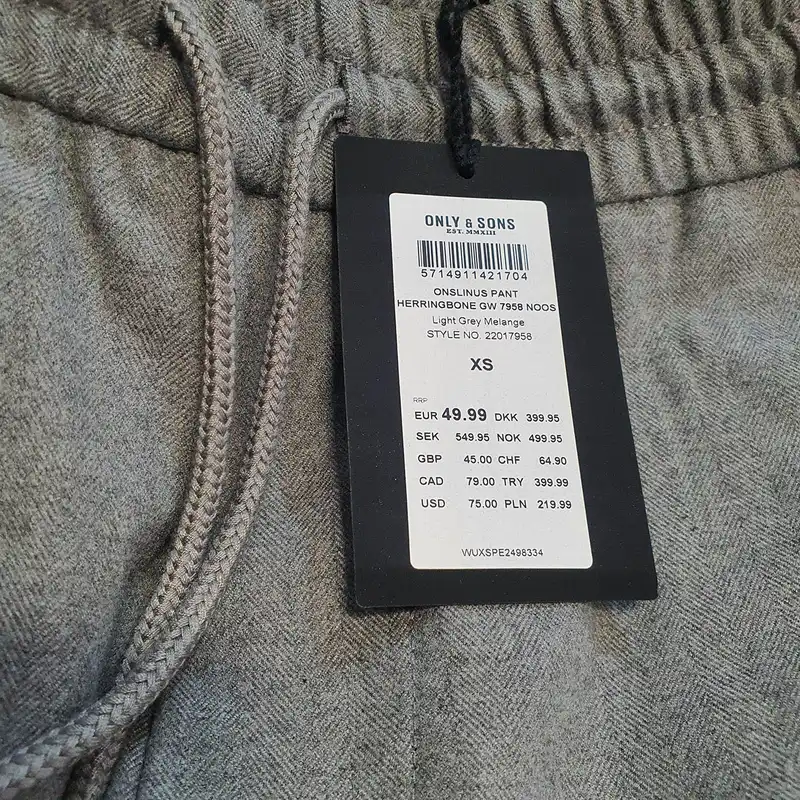 ONLY & SONS
EST. MMXIII
5714911421704
ONSLINUS PANT
HERRINGBONE GW 7958 NOOS
Light Grey Melange
STYLE NO. 22017958
XS
RRP
EUR 49.99 DKK 399.95
SEK 549.95 NOK 499.95
GBP 45.00 CHF 64.90
CAD 79.00 TRY 399.99
USD 75.00 PLN 219.99
WUXSPE2498334